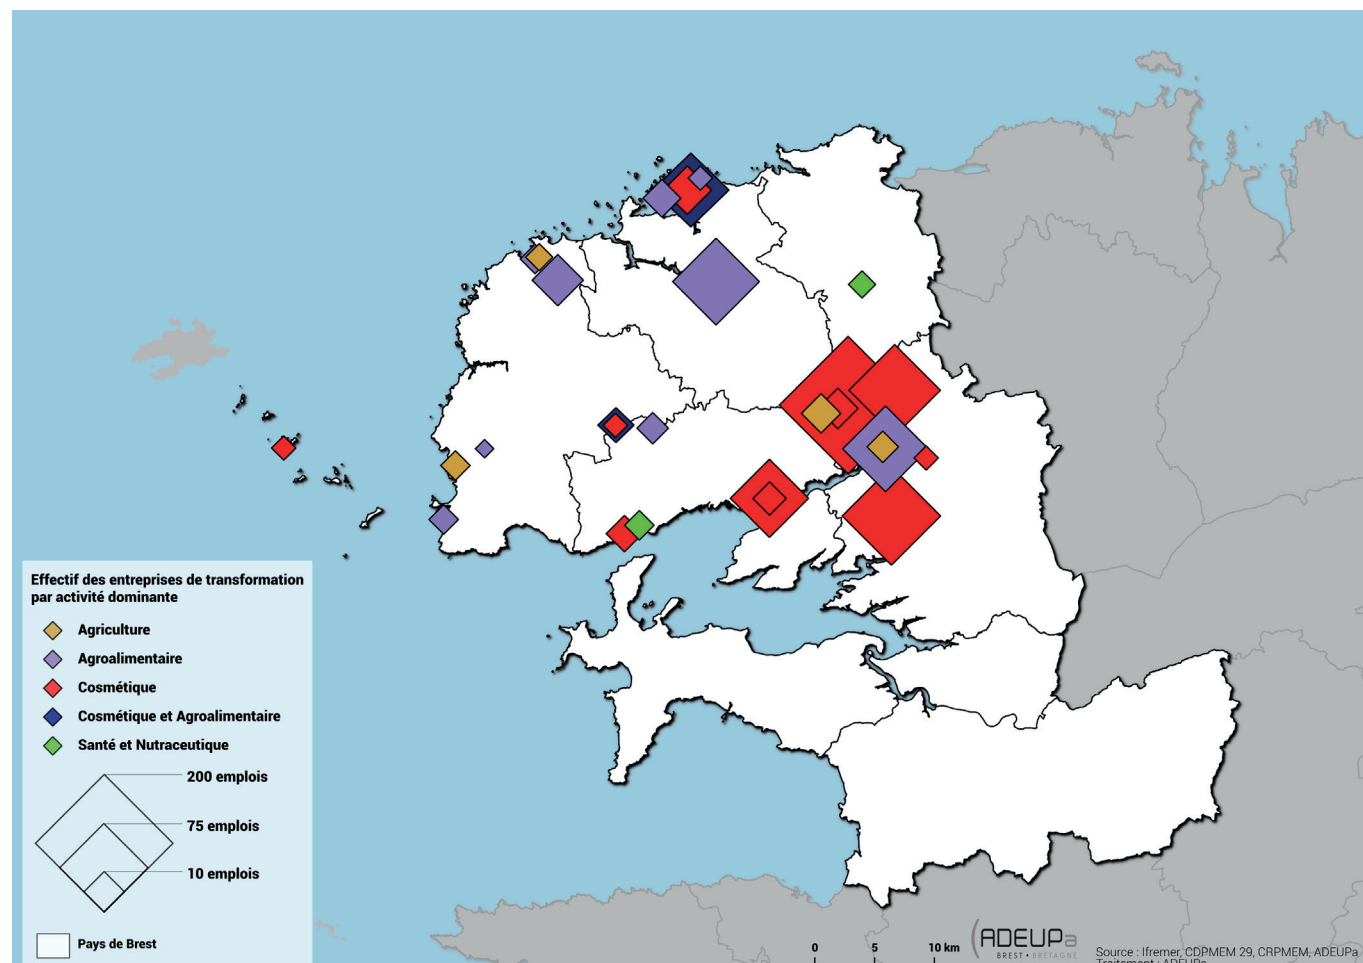 Effectif des entreprises de transformation
par activité dominante
Agriculture
Agroalimentaire
Cosmétique
Cosmétique et Agroalimentaire
Santé et Nutraceutique
200 emplois
75 emplois
10 emplois
Pays de Brest
0 5 10 km
ADEUPa
BREST • BRETAGNE
Source : Ifremer, CDPMEM 29, CRPMEM, ADEUPa
Traitement : ADEUPa